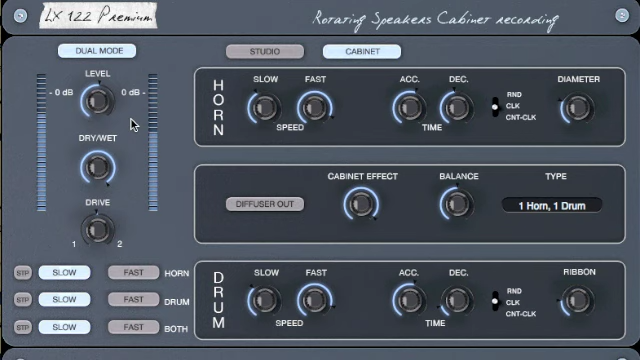 LX 122 Premium
Rotating Speakers Cabinet recording
DUAL MODE
STUDIO
CABINET
LEVEL
- 0 dB
0 dB -
DRY/WET
DRIVE
1
2
STP
SLOW
FAST
HORN
STP
SLOW
FAST
DRUM
STP
SLOW
FAST
BOTH
HORN
SLOW
FAST
SPEED
ACC.
DEC.
TIME
RND
CLK
CNT-CLK
DIAMETER
DIFFUSER OUT
CABINET EFFECT
BALANCE
TYPE
1 Horn, 1 Drum
DRUM
SLOW
FAST
SPEED
ACC.
DEC.
TIME
RND
CLK
CNT-CLK
RIBBON